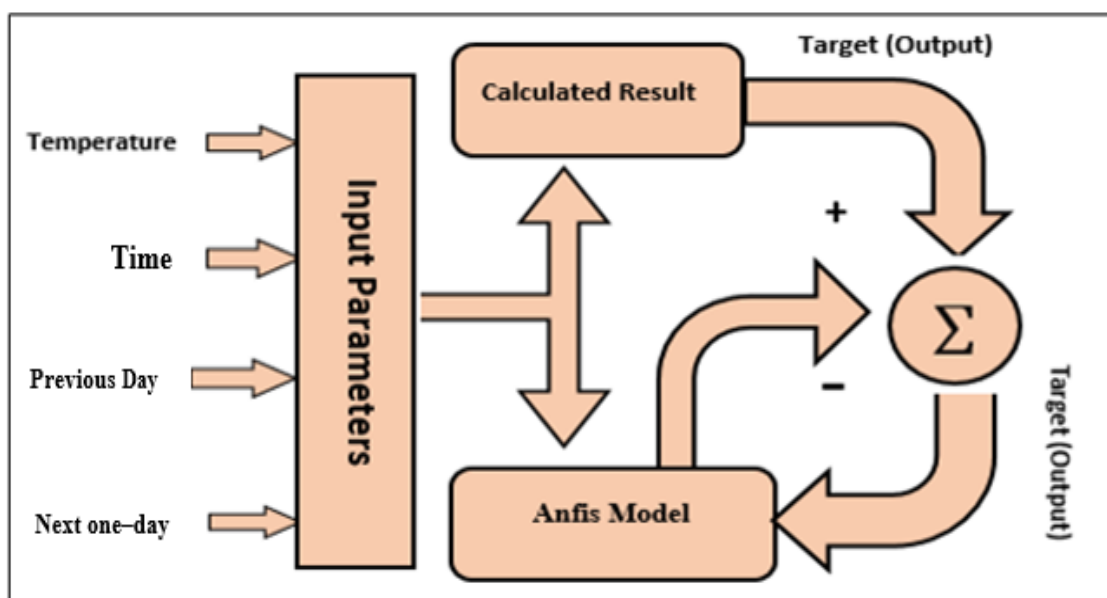 Temperature
Time
Previous Day
Next one–day
Input Parameters
Calculated Result
Target (Output)
+
–
Σ
Anfis Model
Target (Output)